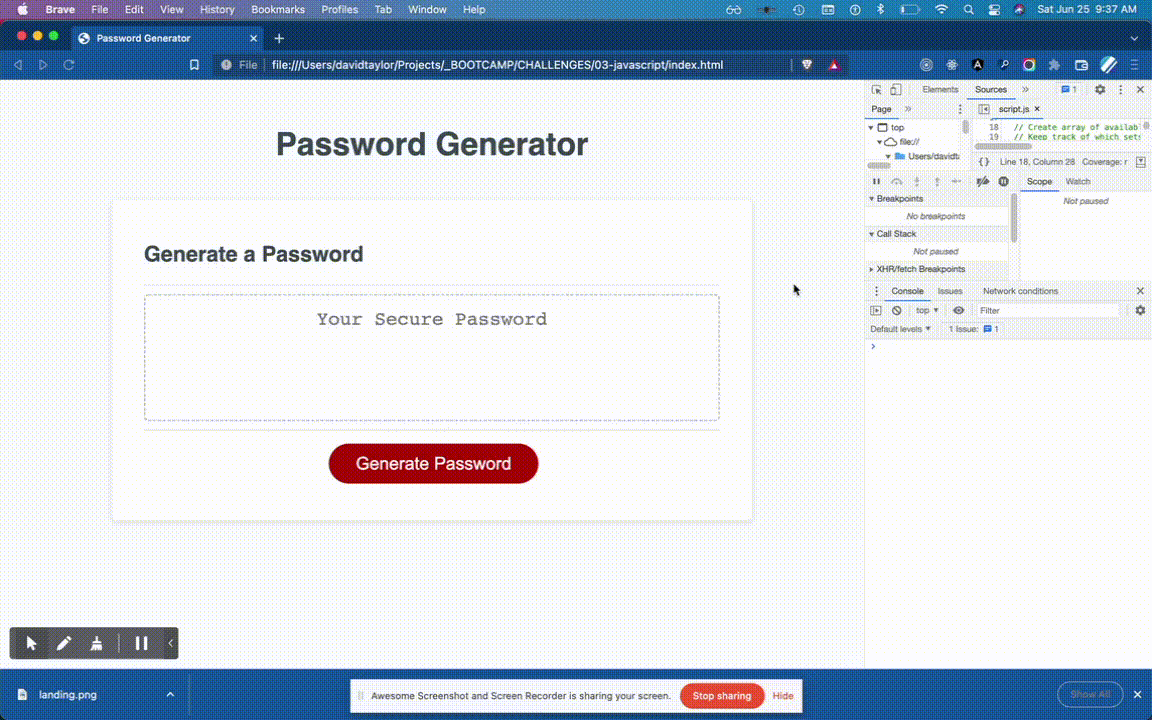 Brave File Edit View History Bookmarks Profiles Tab Window Help Sat Jun 25 9:37 AM
Password Generator
File file:///Users/davidtaylor/Projects/_BOOTCAMP/CHALLENGES/03-javascript/index.html
Elements Sources 1
Page script.js
top
file://
Users/davidt
18 // Create array of availab
19 // Keep track of which sets
{} Line 18, Column 28 Coverage: r
Scope Watch
Breakpoints
No breakpoints
Not paused
Call Stack
Not paused
XHR/fetch Breakpoints
Console Issues Network conditions
top Filter
Default levels 1 Issue: 1
Password Generator
Generate a Password
Your Secure Password
Generate Password
landing.png
Awesome Screenshot and Screen Recorder is sharing your screen. Stop sharing Hide
Show All